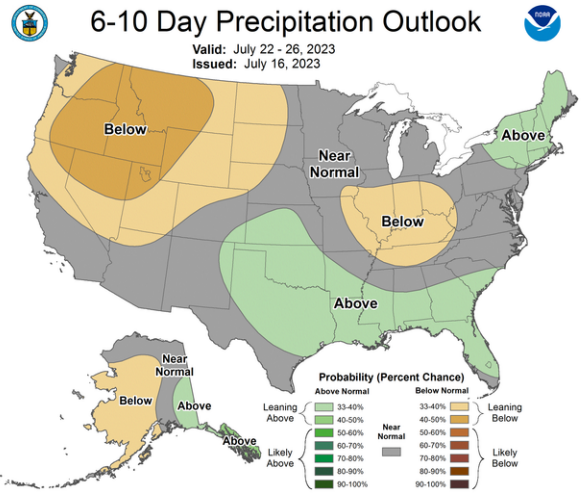 6-10 Day Precipitation Outlook
Valid: July 22 - 26, 2023
Issued: July 16, 2023
NOAA
Below
Near
Normal
Above
Below
Above
Near
Normal
Below
Above
Above
Probability (Percent Chance)
Above Normal
Below Normal
Leaning
Above
33-40%
40-50%
Likely
Above
50-60%
60-70%
70-80%
80-90%
90-100%
Near
Normal
33-40%
40-50%
Leaning
Below
50-60%
60-70%
70-80%
80-90%
90-100%
Likely
Below